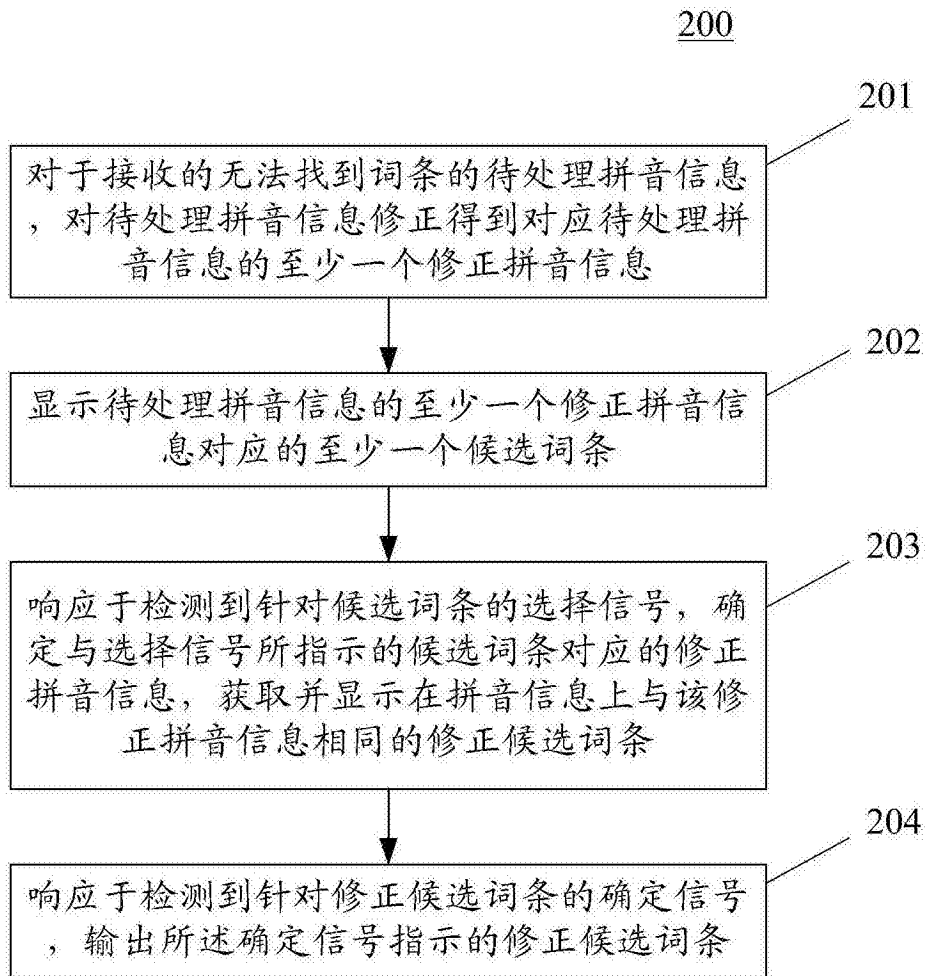 200
201
对于接收的无法找到词条的待处理拼音信息
,对待处理拼音信息修正得到对应待处理拼
音信息的至少一个修正拼音信息
202
显示待处理拼音信息的至少一个修正拼音信
息对应的至少一个候选词条
203
响应于检测到针对候选词条的选择信号,确
定与选择信号所指示的候选词条对应的修正
拼音信息,获取并显示在拼音信息上与该修
正拼音信息相同的修正候选词条
204
响应于检测到针对修正候选词条的确定信号
,输出所述确定信号指示的修正候选词条